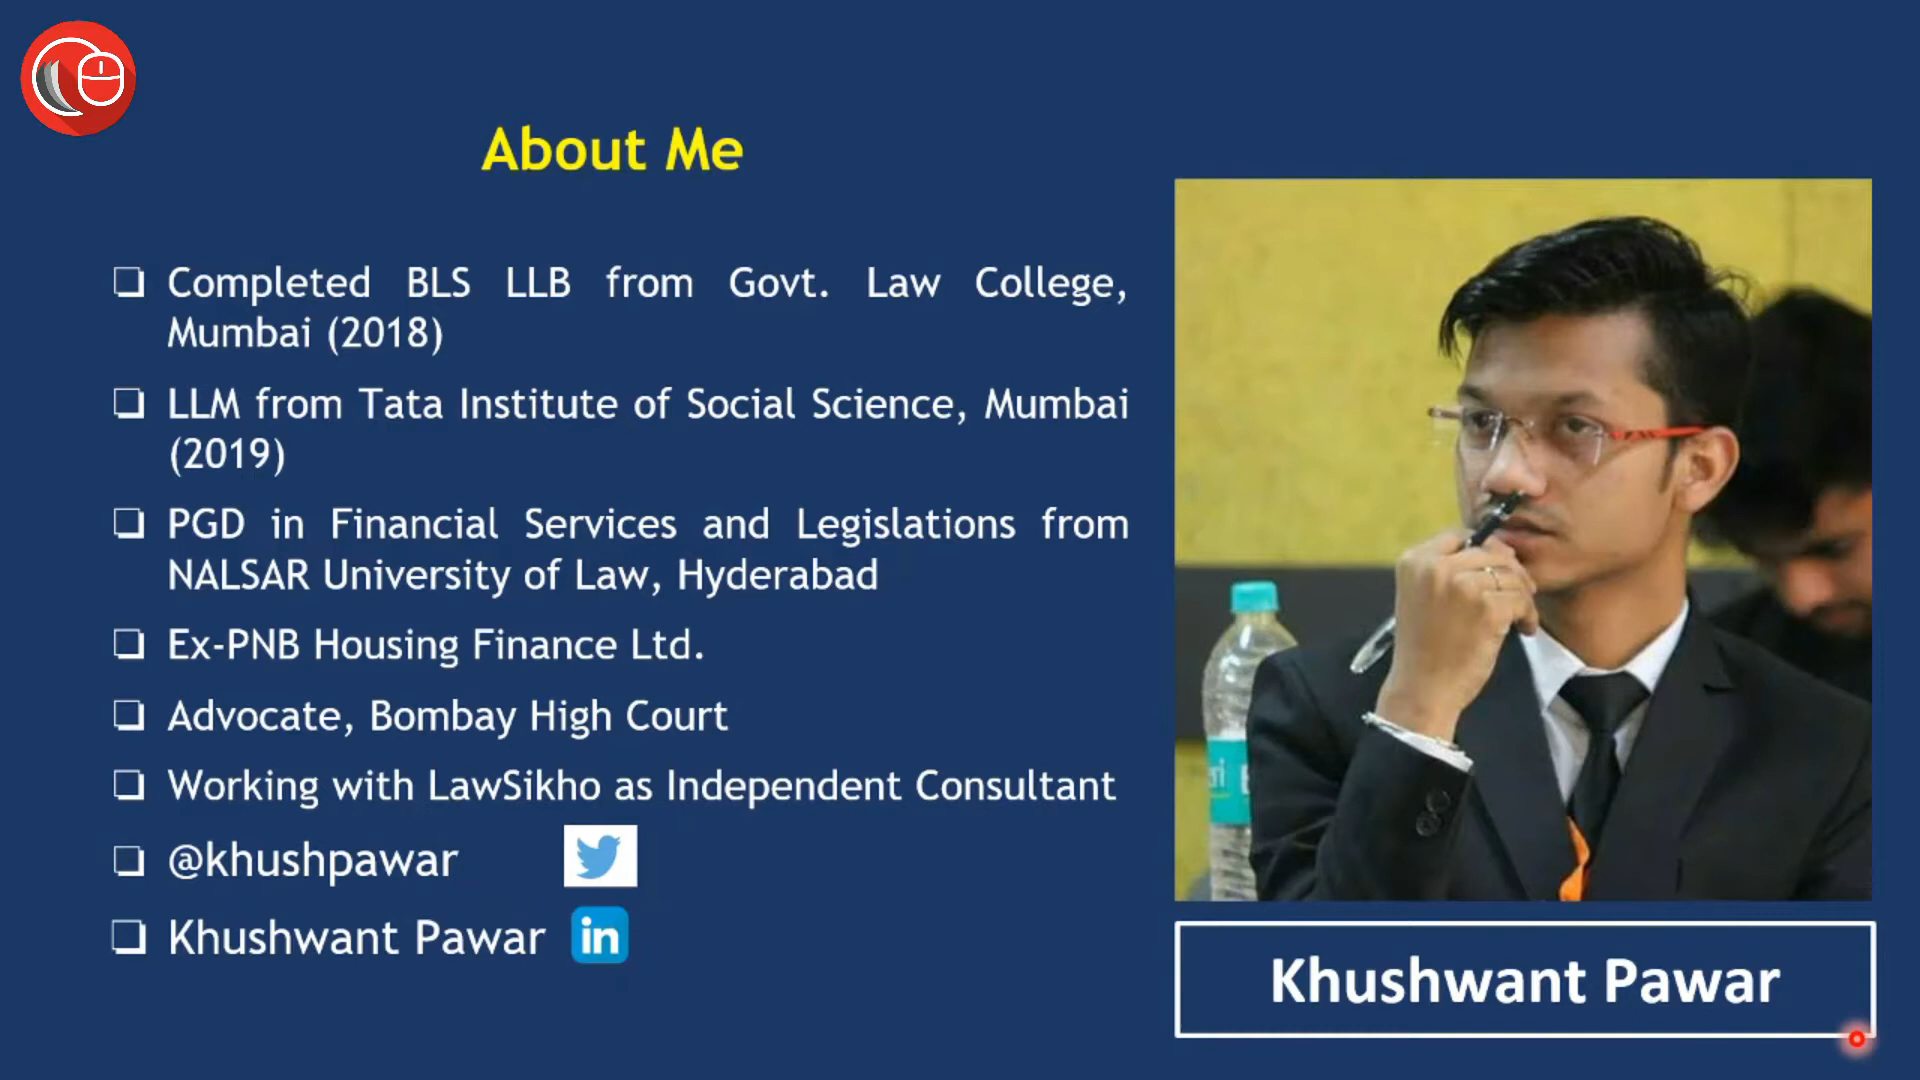 About Me
Completed BLS LLB from Govt. Law College,
Mumbai (2018)
LLM from Tata Institute of Social Science, Mumbai
(2019)
PGD in Financial Services and Legislations from
NALSAR University of Law, Hyderabad
Ex-PNB Housing Finance Ltd.
Advocate, Bombay High Court
Working with LawSikho as Independent Consultant
@khushpawar
Khushwant Pawar in
Khushwant Pawar